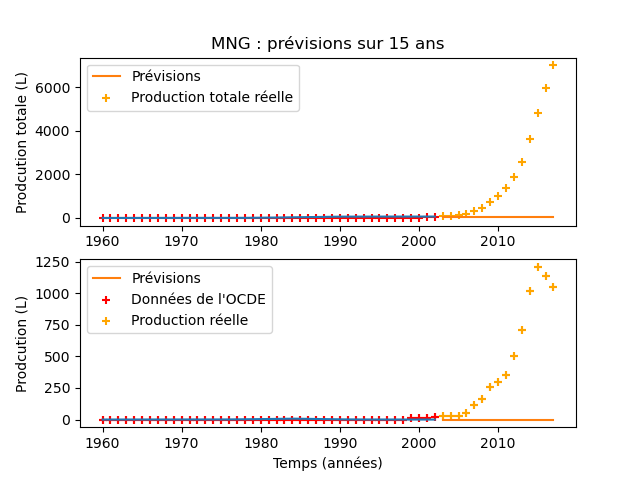 MNG : prévisions sur 15 ans
Prodcution totale (L)
6000
4000
2000
0
Prévisions
Production totale réelle
1960
1970
1980
1990
2000
2010
Prodcution (L)
1250
1000
750
500
250
0
Prévisions
Données de l'OCDE
Production réelle
1960
1970
1980
1990
2000
2010
Temps (années)